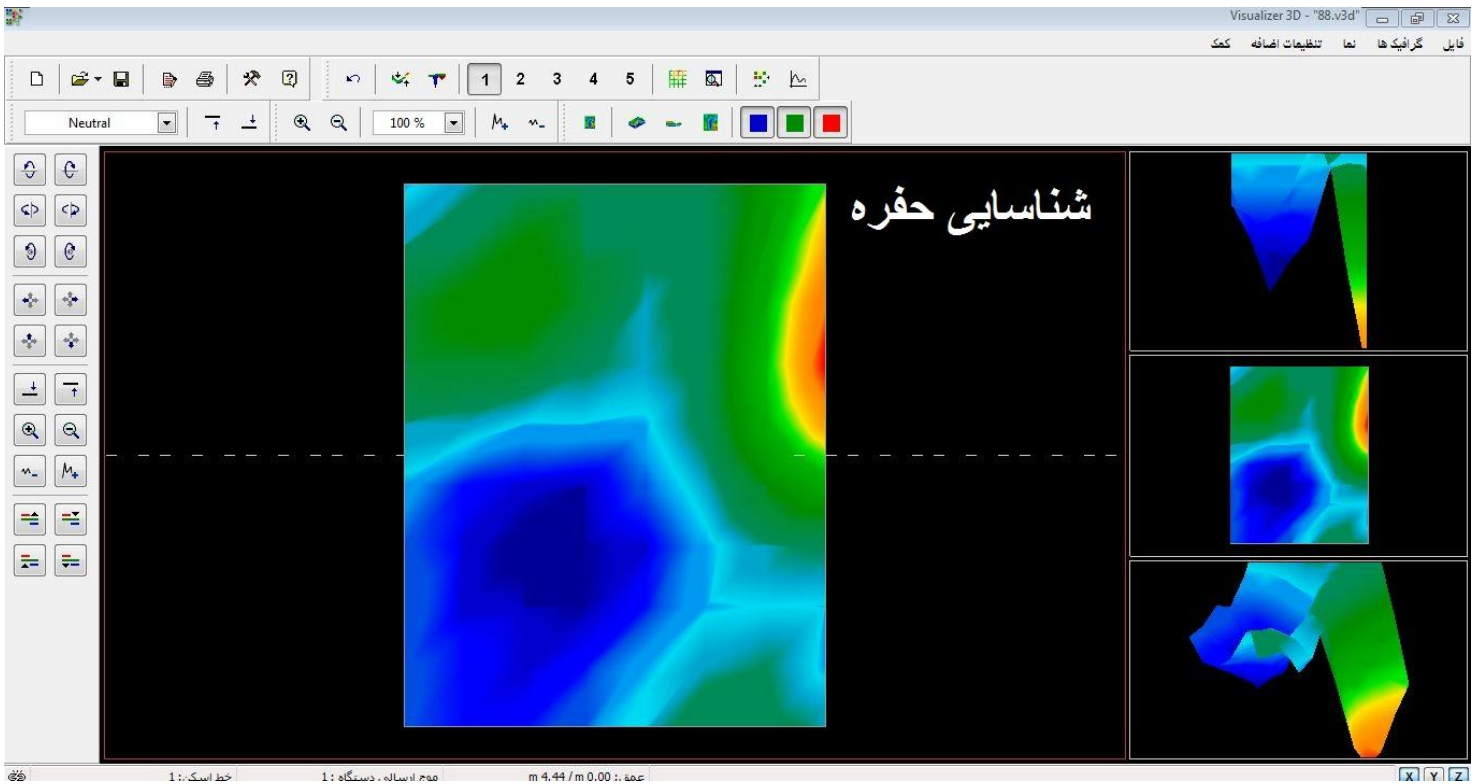 Visualizer 3D - "88.v3d"
فایل گرافیک ها نما تنظیمات اضافه کمک
1 2 3 4 5
Neutral
100 %
شناسایی حفره
خط اسکن: 1
موج ارسالی دستگاه : 1
عمق: m 4.44 / m 0.00
X Y Z